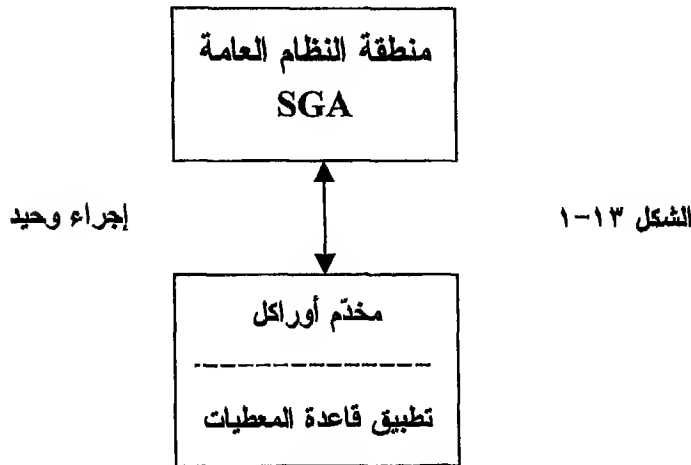 منطقة النظام العامة
SGA
الشكل ١٣-١
إجراء وحيد
مخدّم أوراكل
تطبيق قاعدة المعطيات